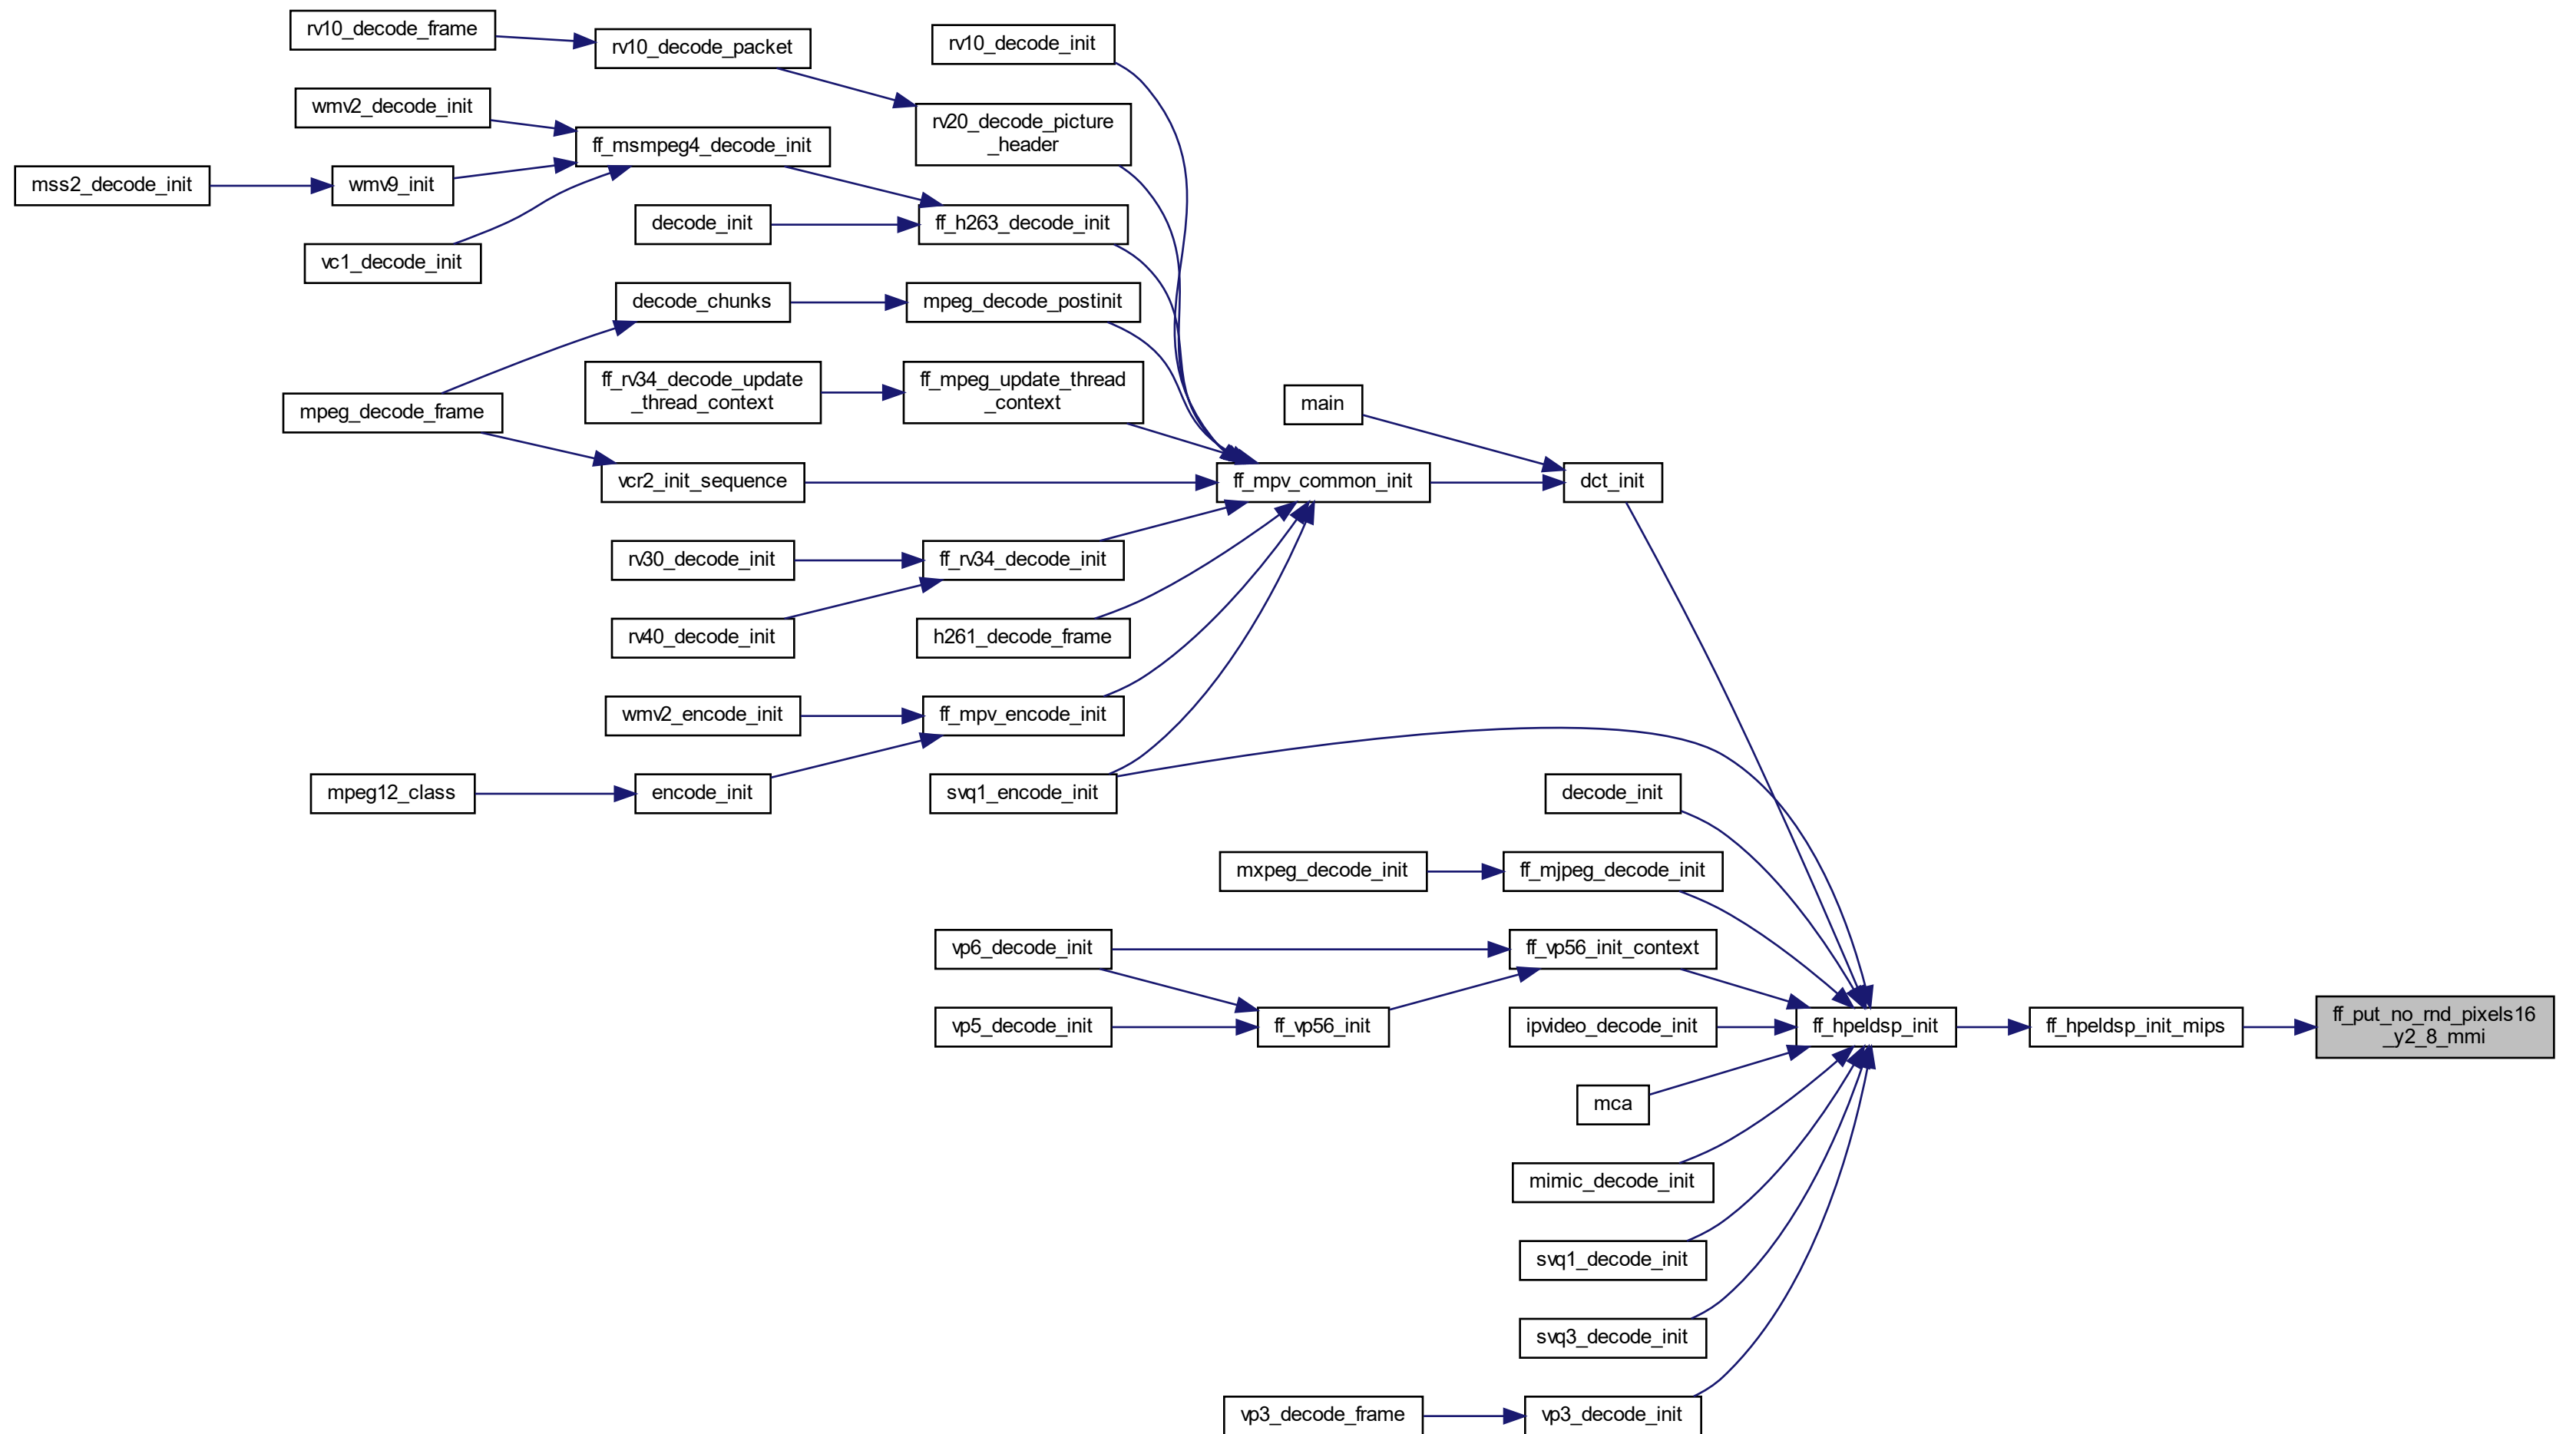 rv10_decode_frame
rv10_decode_packet
rv10_decode_init
wmv2_decode_init
rv20_decode_picture
_header
ff_msmpeg4_decode_init
mss2_decode_init
wmv9_init
decode_init
ff_h263_decode_init
vc1_decode_init
decode_chunks
mpeg_decode_postinit
ff_rv34_decode_update
_thread_context
ff_mpeg_update_thread
_context
mpeg_decode_frame
main
vcr2_init_sequence
ff_mpv_common_init
dct_init
rv30_decode_init
ff_rv34_decode_init
rv40_decode_init
h261_decode_frame
wmv2_encode_init
ff_mpv_encode_init
mpeg12_class
encode_init
svq1_encode_init
decode_init
mxpeg_decode_init
ff_mjpeg_decode_init
vp6_decode_init
ff_vp56_init_context
vp5_decode_init
ff_vp56_init
ipvideo_decode_init
ff_hpeldsp_init
ff_hpeldsp_init_mips
ff_put_no_rnd_pixels16
_y2_8_mmi
mca
mimic_decode_init
svq1_decode_init
svq3_decode_init
vp3_decode_frame
vp3_decode_init